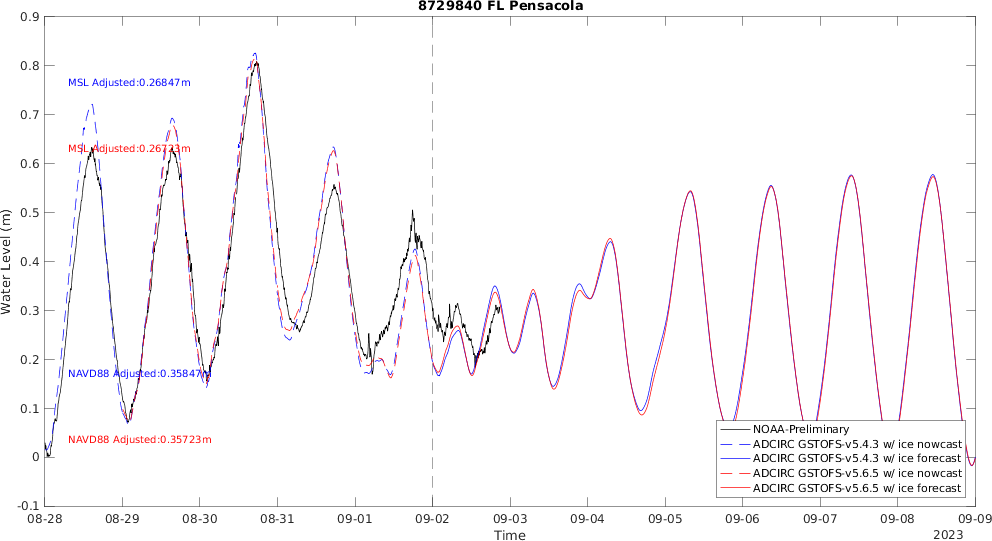 8729840 FL Pensacola
0.9
0.8
0.7
0.6
0.5
0.4
0.3
0.2
0.1
0
-0.1
Water Level (m)
MSL Adjusted:0.26847m
MSL Adjusted:0.26723m
NAVD88 Adjusted:0.35847m
NAVD88 Adjusted:0.35723m
NOAA-Preliminary
ADCIRC GSTOFS-v5.4.3 w/ ice nowcast
ADCIRC GSTOFS-v5.4.3 w/ ice forecast
ADCIRC GSTOFS-v5.6.5 w/ ice nowcast
ADCIRC GSTOFS-v5.6.5 w/ ice forecast
08-28 08-29 08-30 08-31 09-01 09-02 09-03 09-04 09-05 09-06 09-07 09-08 09-09
Time
2023